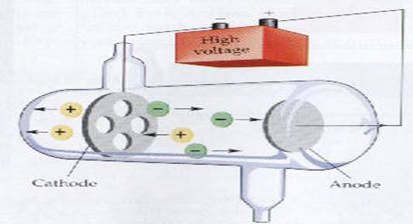 - +
High
voltage
+ - -
+ + -
-
Cathode
Anode